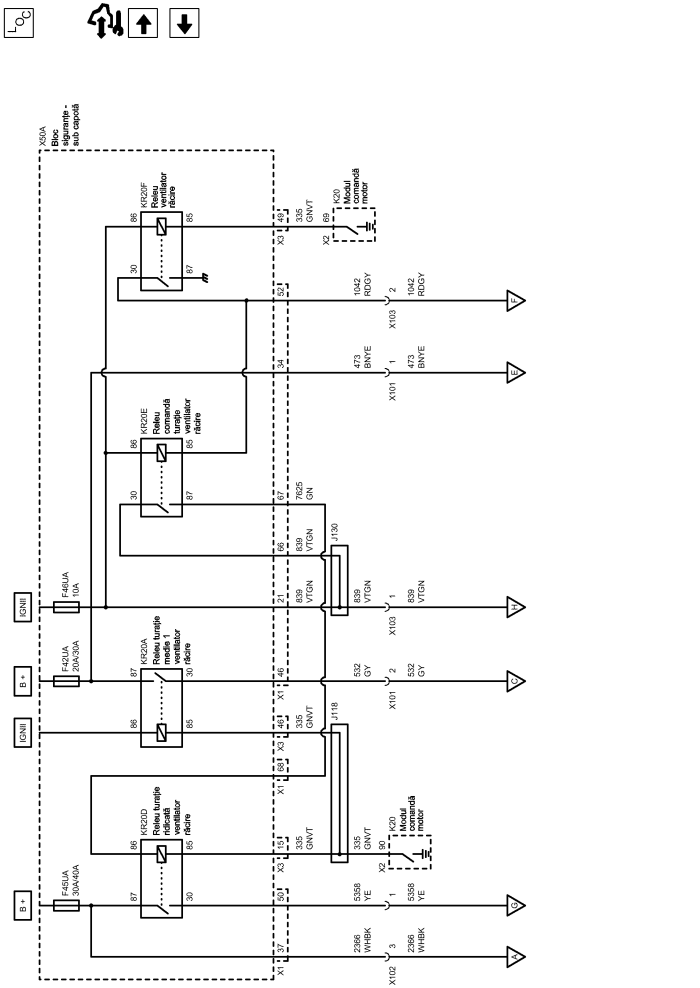 LOC
X50A
Bloc
siguranțe -
sub capotă
KR20F
Releu
ventilator
răcire
86
85
30
87
X3
49
335
GNVT
X2
69
K20
Modul
comandă
motor
52
1042
RDGY
X103
2
1042
RDGY
F
34
473
BNYE
X101
1
473
BNYE
E
KR20E
Releu
comandă
turație
ventilator
răcire
86
85
30
87
67
7625
GN
66
839
VTGN
J130
IGNII
F46UA
10A
21
839
VTGN
839
VTGN
X103
1
839
VTGN
H
B +
F42UA
20A/30A
KR20A
Releu turație
medie 1
ventilator
răcire
87
30
86
85
X1
46
532
GY
X101
2
532
GY
C
IGNII
X3
46
335
GNVT
J118
X1
68
KR20D
Releu turație
ridicată
ventilator
răcire
86
85
87
30
X3
15
335
GNVT
335
GNVT
X2
90
K20
Modul
comandă
motor
B +
F45UA
30A/40A
50
5358
YE
1
5358
YE
G
X1
37
2366
WHBK
X102
3
2366
WHBK
A